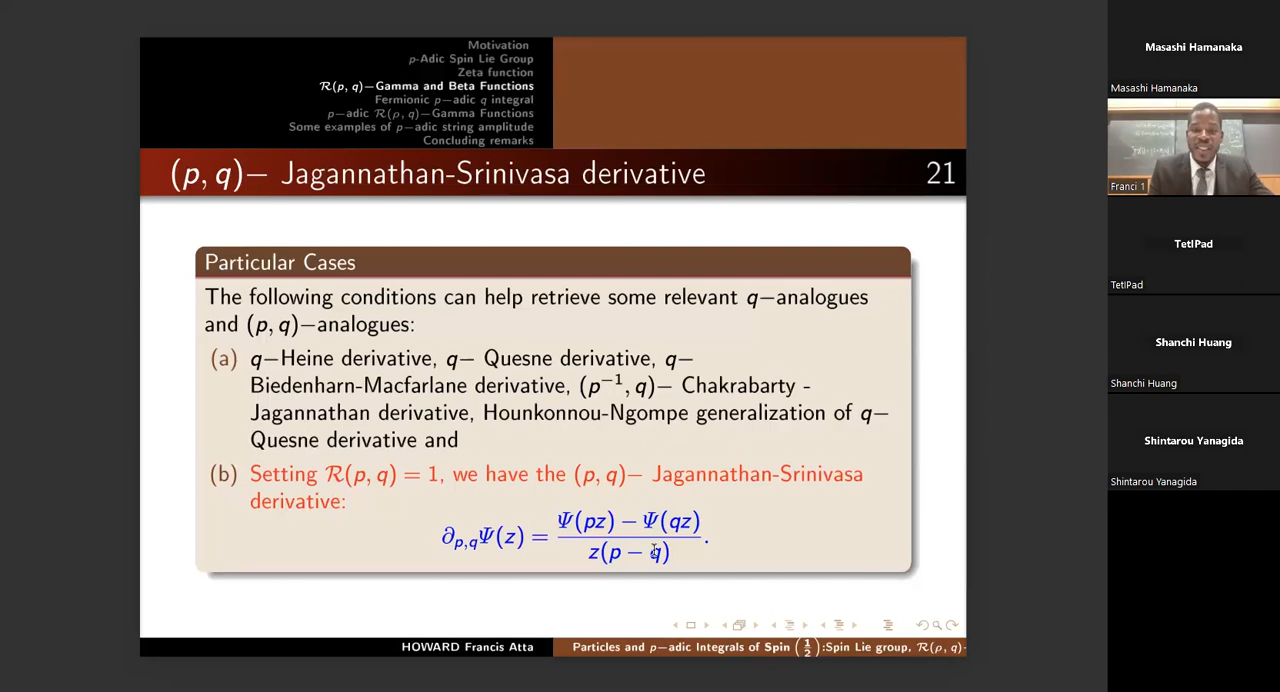 Motivation
p-Adic Spin Lie Group
Zeta function
R(p, q)−Gamma and Beta Functions
Fermionic p−adic q integral
p−adic R(p, q)−Gamma Functions
Some examples of p−adic string amplitude
Concluding remarks
(p, q)− Jagannathan-Srinivasa derivative 21
Particular Cases
The following conditions can help retrieve some relevant q−analogues
and (p, q)−analogues:
(a) q−Heine derivative, q− Quesne derivative, q−
Biedenharn-Macfarlane derivative, (p⁻¹, q)− Chakrabarty -
Jagannathan derivative, Hounkonnou-Ngompe generalization of q−
Quesne derivative and
(b) Setting R(p, q) = 1, we have the (p, q)− Jagannathan-Srinivasa
derivative:
∂p,qΨ(z) = Ψ(pz) − Ψ(qz) / z(p − q).
HOWARD Francis Atta Particles and p−adic Integrals of Spin (1/2):Spin Lie group, R(p, q)−
Masashi Hamanaka
Masashi Hamanaka
Franci 1
TetIPad
TetIPad
Shanchi Huang
Shanchi Huang
Shintarou Yanagida
Shintarou Yanagida